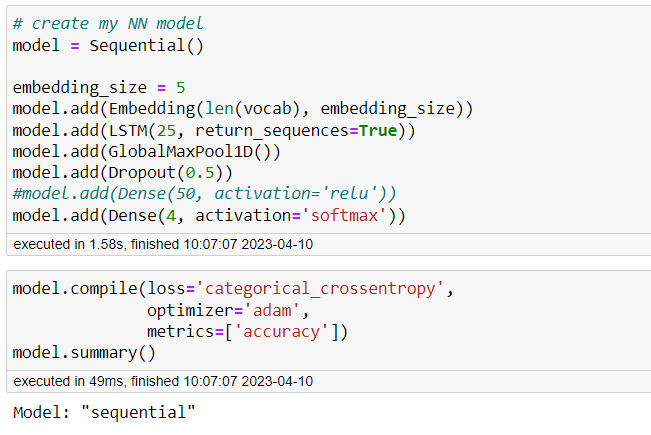 # create my NN model
model = Sequential()
embedding_size = 5
model.add(Embedding(len(vocab), embedding_size))
model.add(LSTM(25, return_sequences=True))
model.add(GlobalMaxPool1D())
model.add(Dropout(0.5))
#model.add(Dense(50, activation='relu'))
model.add(Dense(4, activation='softmax'))
executed in 1.58s, finished 10:07:07 2023-04-10
model.compile(loss='categorical_crossentropy',
optimizer='adam',
metrics=['accuracy'])
model.summary()
executed in 49ms, finished 10:07:07 2023-04-10
Model: "sequential"